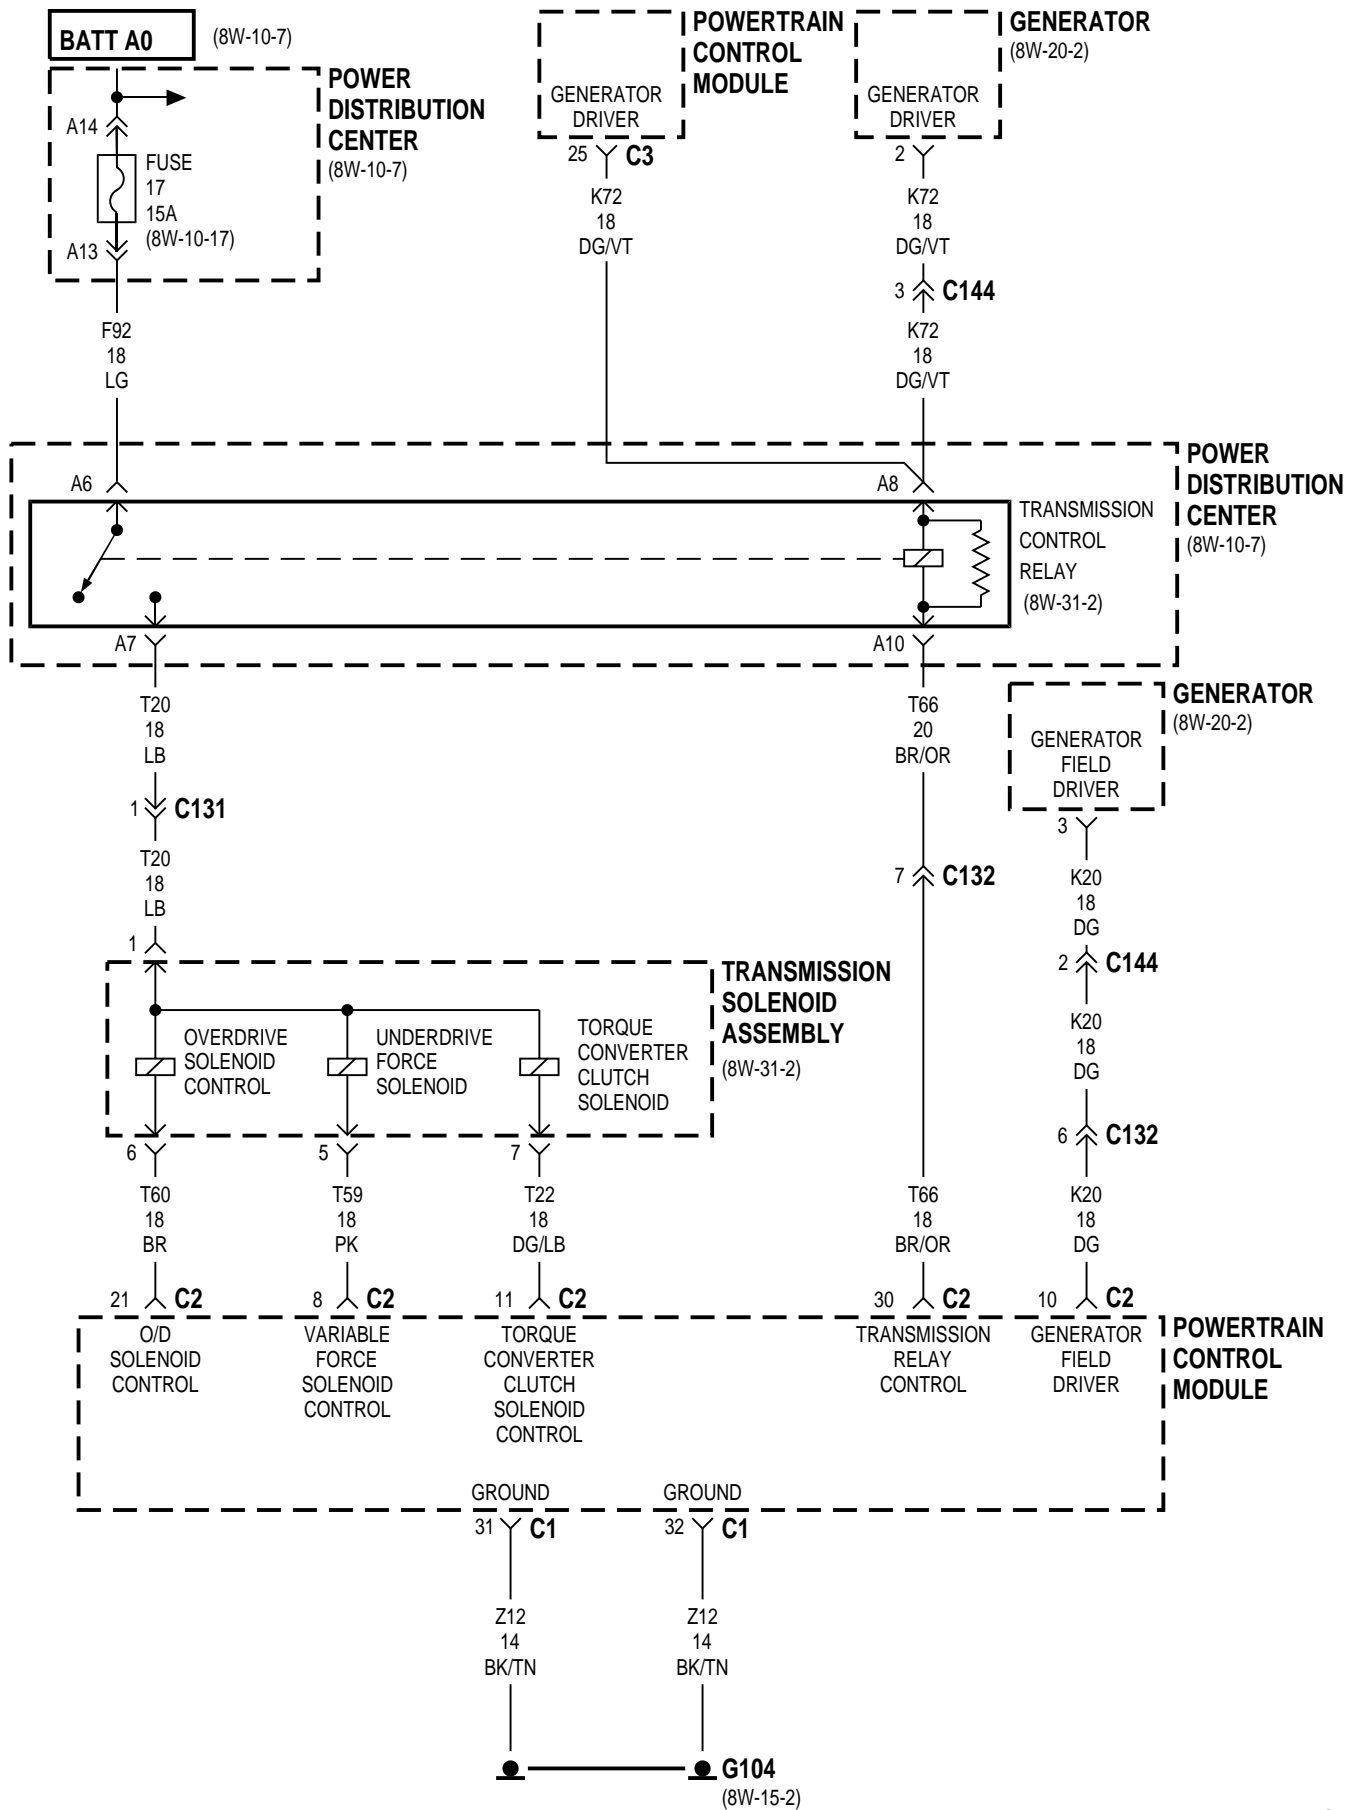 BATT A0
(8W-10-7)
POWER
DISTRIBUTION
CENTER
(8W-10-7)
A14
FUSE
17
15A
(8W-10-17)
A13
F92
18
LG
POWERTRAIN
CONTROL
MODULE
GENERATOR
DRIVER
25
C3
K72
18
DG/VT
GENERATOR
(8W-20-2)
GENERATOR
DRIVER
2
K72
18
DG/VT
3
C144
K72
18
DG/VT
POWER
DISTRIBUTION
CENTER
(8W-10-7)
A6
A8
TRANSMISSION
CONTROL
RELAY
(8W-31-2)
A7
A10
T20
18
LB
1
C131
T20
18
LB
1
T66
20
BR/OR
7
C132
GENERATOR
(8W-20-2)
GENERATOR
FIELD
DRIVER
3
K20
18
DG
2
C144
K20
18
DG
6
C132
K20
18
DG
TRANSMISSION
SOLENOID
ASSEMBLY
(8W-31-2)
OVERDRIVE
SOLENOID
CONTROL
UNDERDRIVE
FORCE
SOLENOID
TORQUE
CONVERTER
CLUTCH
SOLENOID
6
5
7
T60
18
BR
T59
18
PK
T22
18
DG/LB
T66
18
BR/OR
21
C2
8
C2
11
C2
30
C2
10
C2
POWERTRAIN
CONTROL
MODULE
O/D
SOLENOID
CONTROL
VARIABLE
FORCE
SOLENOID
CONTROL
TORQUE
CONVERTER
CLUTCH
SOLENOID
CONTROL
TRANSMISSION
RELAY
CONTROL
GENERATOR
FIELD
DRIVER
GROUND
GROUND
31
C1
32
C1
Z12
14
BK/TN
Z12
14
BK/TN
G104
(8W-15-2)